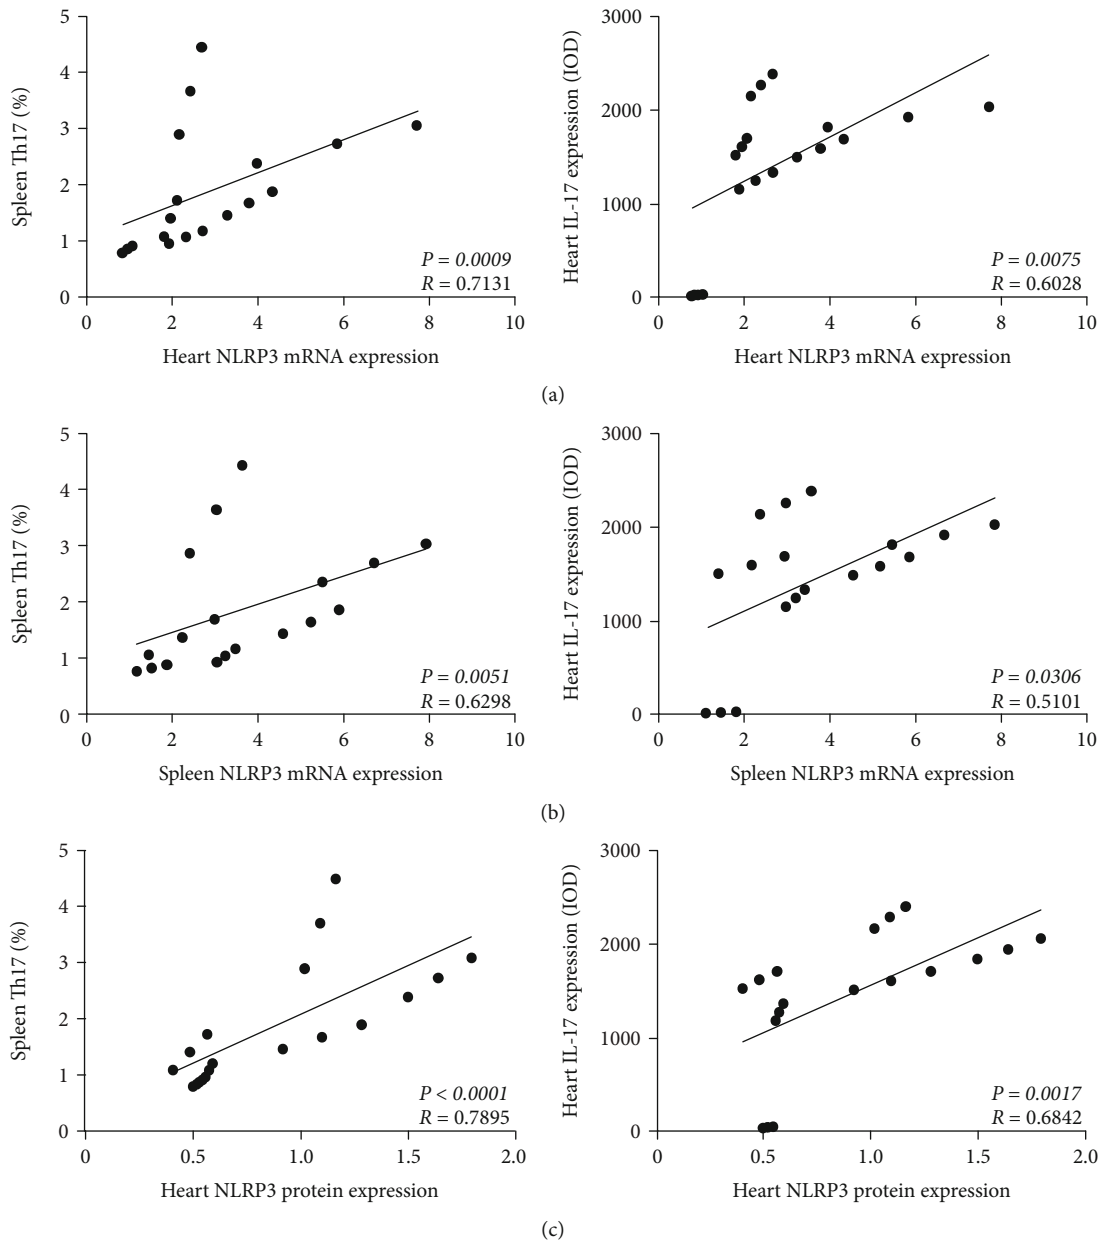 5
4
3
2
1
0
Spleen Th17 (%)
P = 0.0009
R = 0.7131
0 2 4 6 8 10
Heart NLRP3 mRNA expression
3000
2000
1000
0
Heart IL-17 expression (IOD)
P = 0.0075
R = 0.6028
0 2 4 6 8 10
Heart NLRP3 mRNA expression
(a)
5
4
3
2
1
0
Spleen Th17 (%)
P = 0.0051
R = 0.6298
0 2 4 6 8 10
Spleen NLRP3 mRNA expression
3000
2000
1000
0
Heart IL-17 expression (IOD)
P = 0.0306
R = 0.5101
0 2 4 6 8 10
Spleen NLRP3 mRNA expression
(b)
5
4
3
2
1
0
Spleen Th17 (%)
P < 0.0001
R = 0.7895
0 0.5 1.0 1.5 2.0
Heart NLRP3 protein expression
3000
2000
1000
0
Heart IL-17 expression (IOD)
P = 0.0017
R = 0.6842
0 0.5 1.0 1.5 2.0
Heart NLRP3 protein expression
(c)